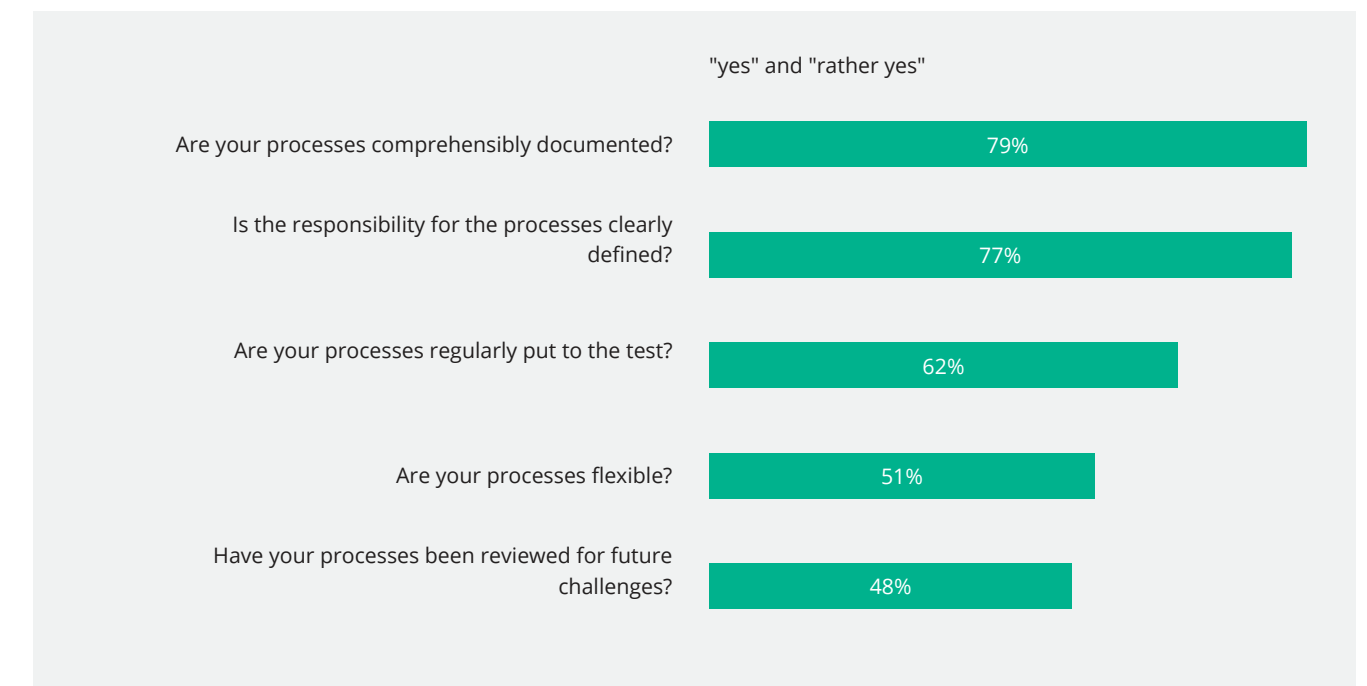 "yes" and "rather yes"
Are your processes comprehensibly documented?
79%
Is the responsibility for the processes clearly
defined?
77%
Are your processes regularly put to the test?
62%
Are your processes flexible?
51%
Have your processes been reviewed for future
challenges?
48%